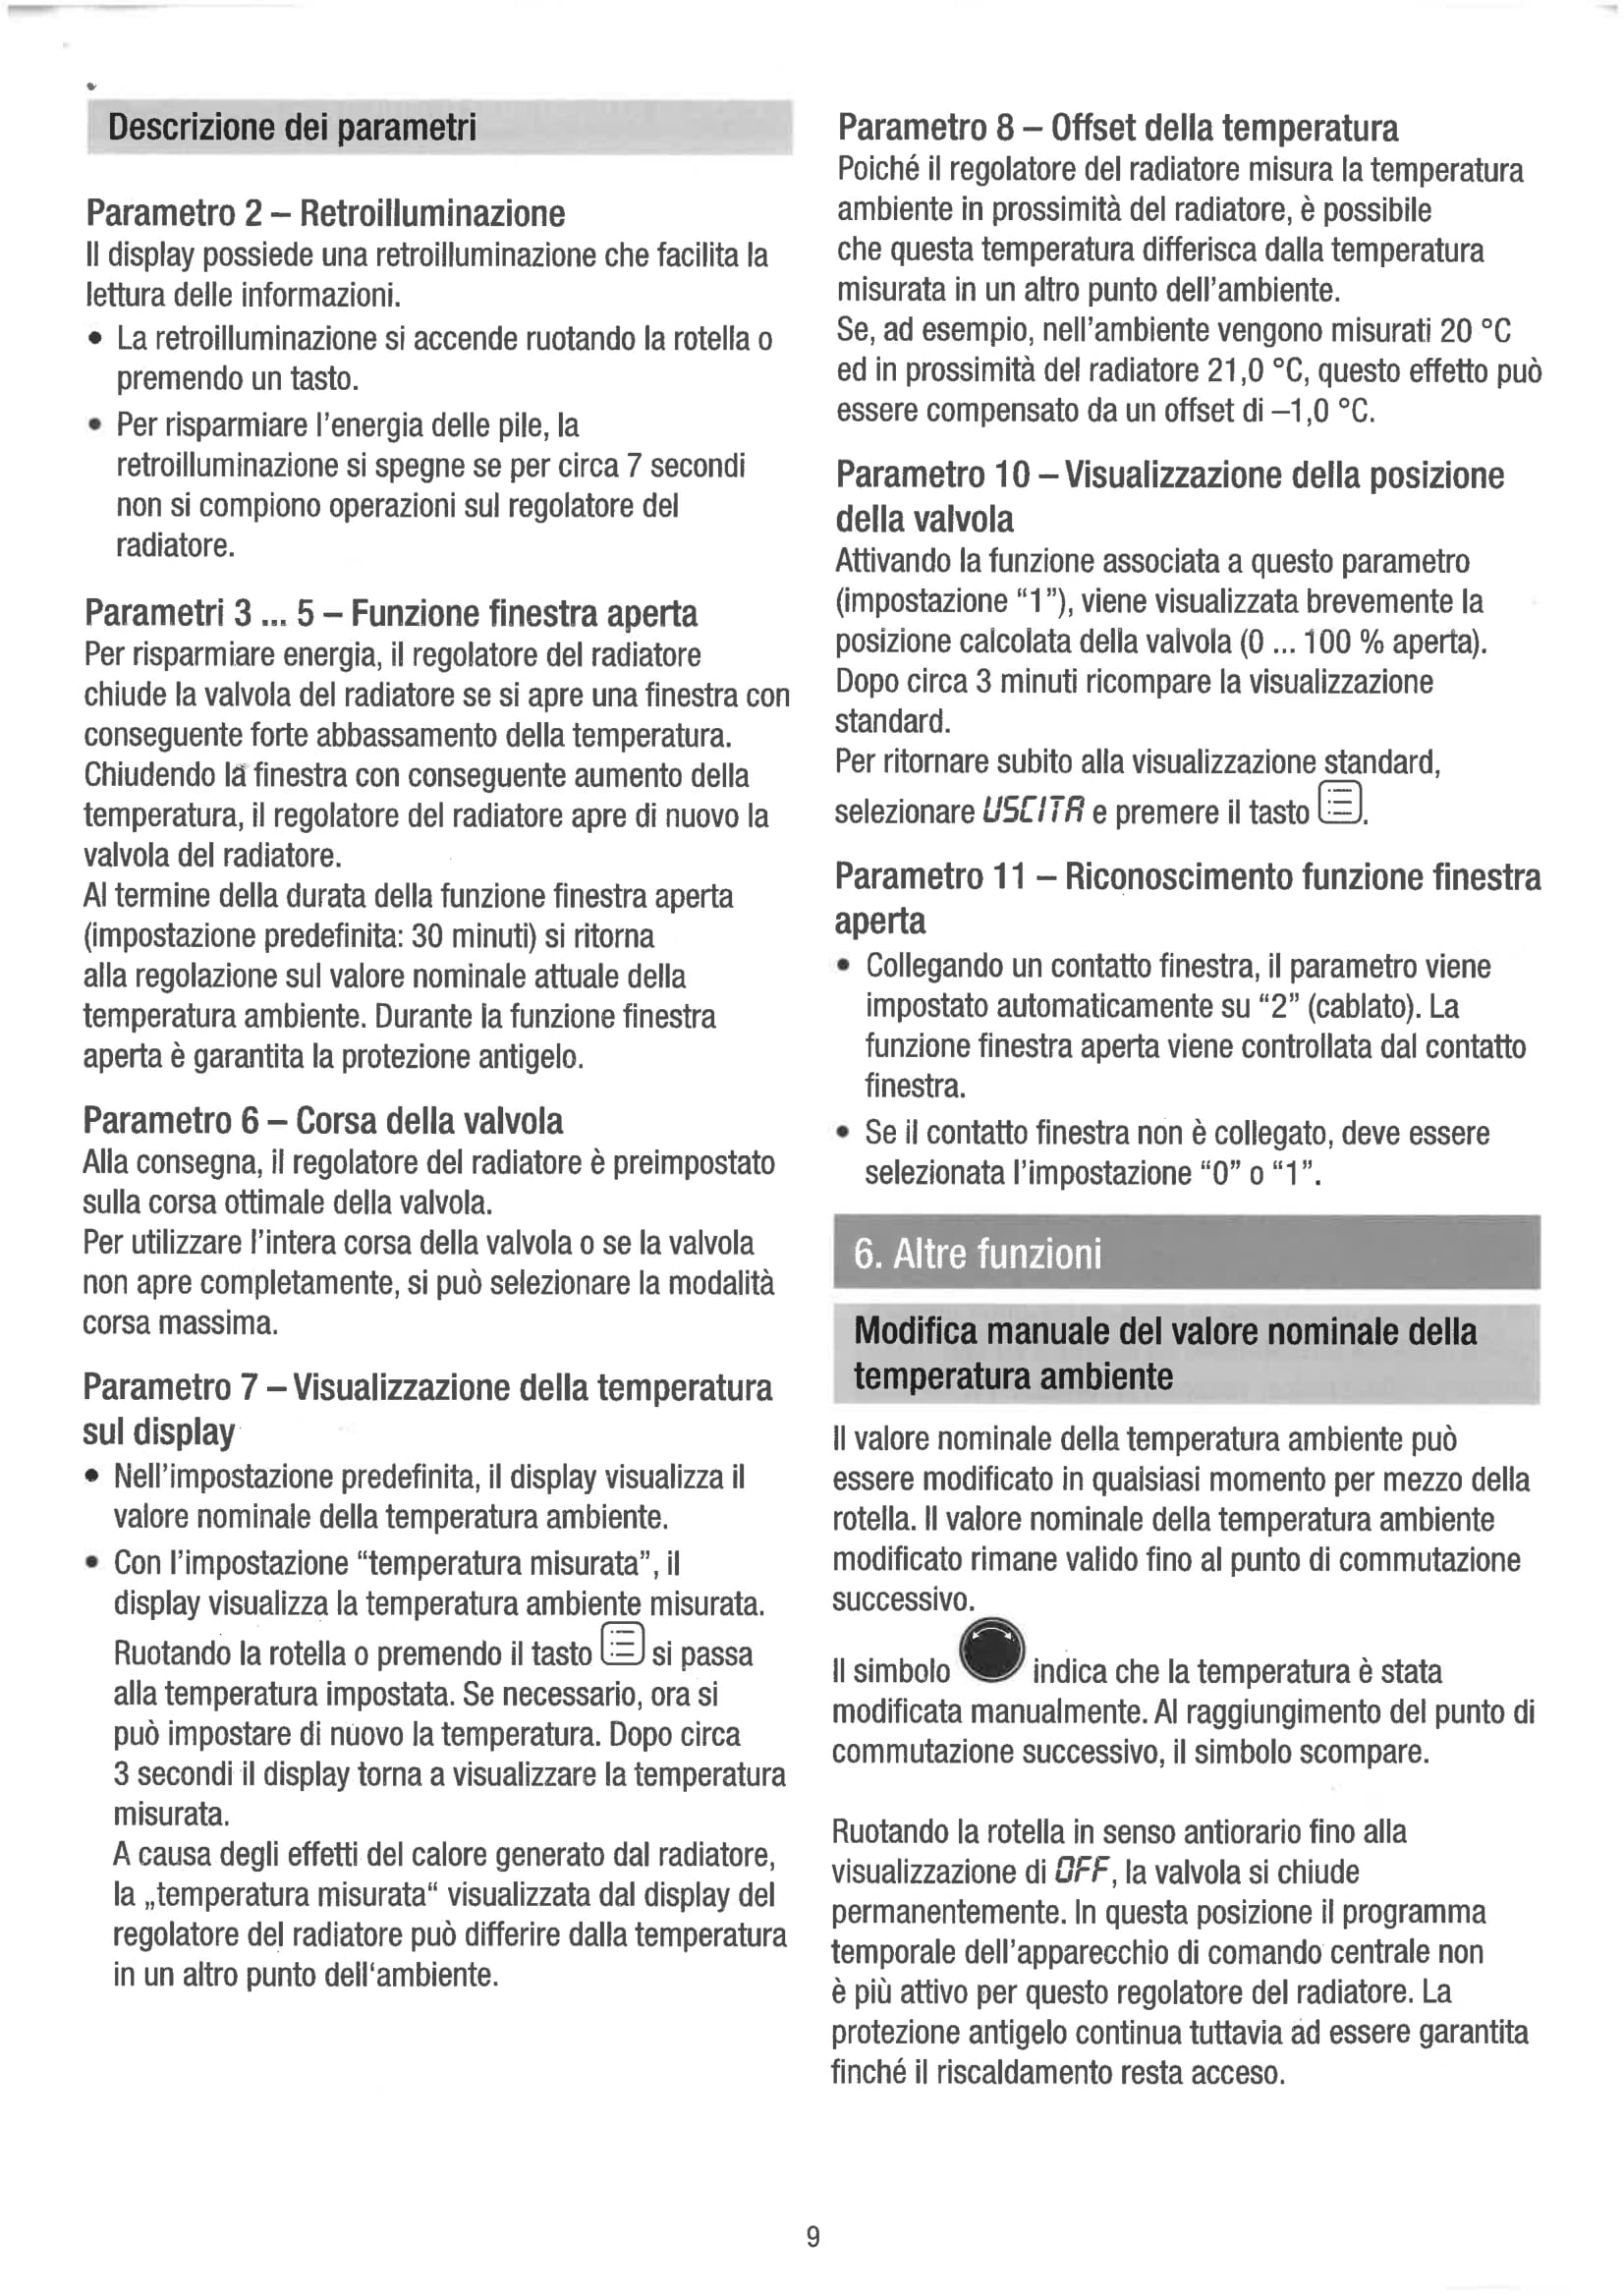 Descrizione dei parametri
Parametro 2 – Retroilluminazione
Il display possiede una retroilluminazione che facilita la
lettura delle informazioni.
• La retroilluminazione si accende ruotando la rotella o
premendo un tasto.
• Per risparmiare l'energia delle pile, la
retroilluminazione si spegne se per circa 7 secondi
non si compiono operazioni sul regolatore del
radiatore.
Parametri 3 ... 5 – Funzione finestra aperta
Per risparmiare energia, il regolatore del radiatore
chiude la valvola del radiatore se si apre una finestra con
conseguente forte abbassamento della temperatura.
Chiudendo la finestra con conseguente aumento della
temperatura, il regolatore del radiatore apre di nuovo la
valvola del radiatore.
Al termine della durata della funzione finestra aperta
(impostazione predefinita: 30 minuti) si ritorna
alla regolazione sul valore nominale attuale della
temperatura ambiente. Durante la funzione finestra
aperta è garantita la protezione antigelo.
Parametro 6 – Corsa della valvola
Alla consegna, il regolatore del radiatore è preimpostato
sulla corsa ottimale della valvola.
Per utilizzare l'intera corsa della valvola o se la valvola
non apre completamente, si può selezionare la modalità
corsa massima.
Parametro 7 – Visualizzazione della temperatura
sul display
• Nell'impostazione predefinita, il display visualizza il
valore nominale della temperatura ambiente.
• Con l'impostazione “temperatura misurata”, il
display visualizza la temperatura ambiente misurata.
Ruotando la rotella o premendo il tasto si passa
alla temperatura impostata. Se necessario, ora si
può impostare di nuovo la temperatura. Dopo circa
3 secondi il display torna a visualizzare la temperatura
misurata.
A causa degli effetti del calore generato dal radiatore,
la „temperatura misurata“ visualizzata dal display del
regolatore del radiatore può differire dalla temperatura
in un altro punto dell‘ambiente.
Parametro 8 – Offset della temperatura
Poiché il regolatore del radiatore misura la temperatura
ambiente in prossimità del radiatore, è possibile
che questa temperatura differisca dalla temperatura
misurata in un altro punto dell'ambiente.
Se, ad esempio, nell'ambiente vengono misurati 20 °C
ed in prossimità del radiatore 21,0 °C, questo effetto può
essere compensato da un offset di –1,0 °C.
Parametro 10 – Visualizzazione della posizione
della valvola
Attivando la funzione associata a questo parametro
(impostazione “1”), viene visualizzata brevemente la
posizione calcolata della valvola (0 ... 100 % aperta).
Dopo circa 3 minuti ricompare la visualizzazione
standard.
Per ritornare subito alla visualizzazione standard,
selezionare USCITA e premere il tasto .
Parametro 11 – Riconoscimento funzione finestra
aperta
• Collegando un contatto finestra, il parametro viene
impostato automaticamente su “2” (cablato). La
funzione finestra aperta viene controllata dal contatto
finestra.
• Se il contatto finestra non è collegato, deve essere
selezionata l'impostazione “0” o “1”.
6. Altre funzioni
Modifica manuale del valore nominale della
temperatura ambiente
Il valore nominale della temperatura ambiente può
essere modificato in qualsiasi momento per mezzo della
rotella. Il valore nominale della temperatura ambiente
modificato rimane valido fino al punto di commutazione
successivo.
Il simbolo indica che la temperatura è stata
modificata manualmente. Al raggiungimento del punto di
commutazione successivo, il simbolo scompare.
Ruotando la rotella in senso antiorario fino alla
visualizzazione di OFF, la valvola si chiude
permanentemente. In questa posizione il programma
temporale dell'apparecchio di comando centrale non
è più attivo per questo regolatore del radiatore. La
protezione antigelo continua tuttavia ad essere garantita
finché il riscaldamento resta acceso.
9